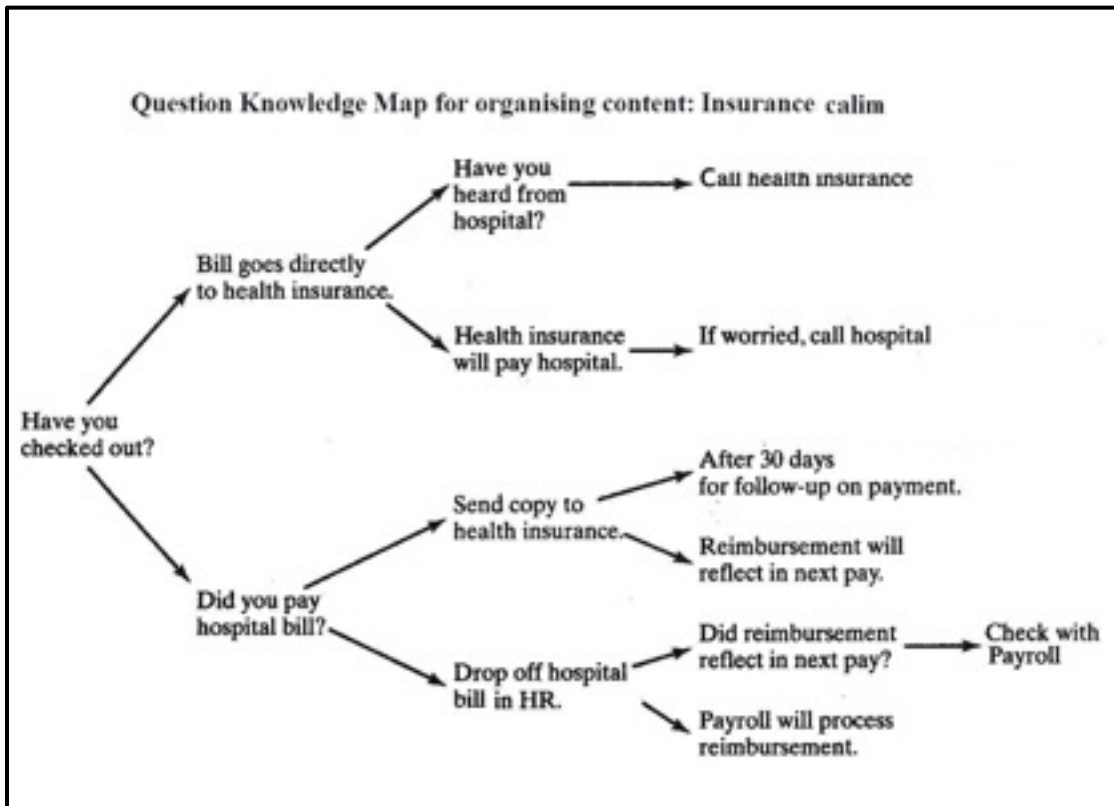 Question Knowledge Map for organising content: Insurance calim
Have you
heard from
hospital?
Call health insurance
Bill goes directly
to health insurance.
Health insurance
will pay hospital.
If worried, call hospital
Have you
checked out?
After 30 days
for follow-up on payment.
Send copy to
health insurance.
Reimbursement will
reflect in next pay.
Did you pay
hospital bill?
Did reimbursement
reflect in next pay?
Check with
Payroll
Drop off hospital
bill in HR.
Payroll will process
reimbursement.